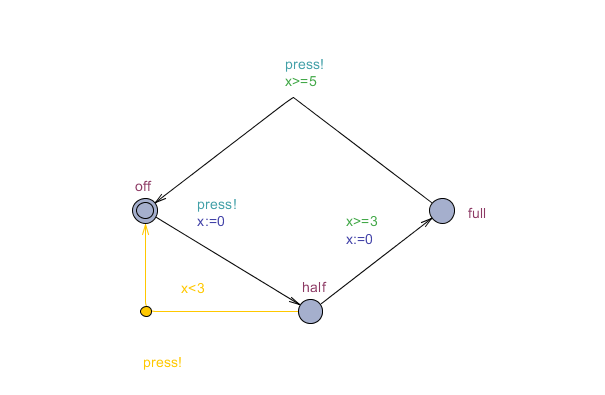 press!
x>=5
off
press!
x:=0
x>=3
x:=0
full
half
x<3
press!